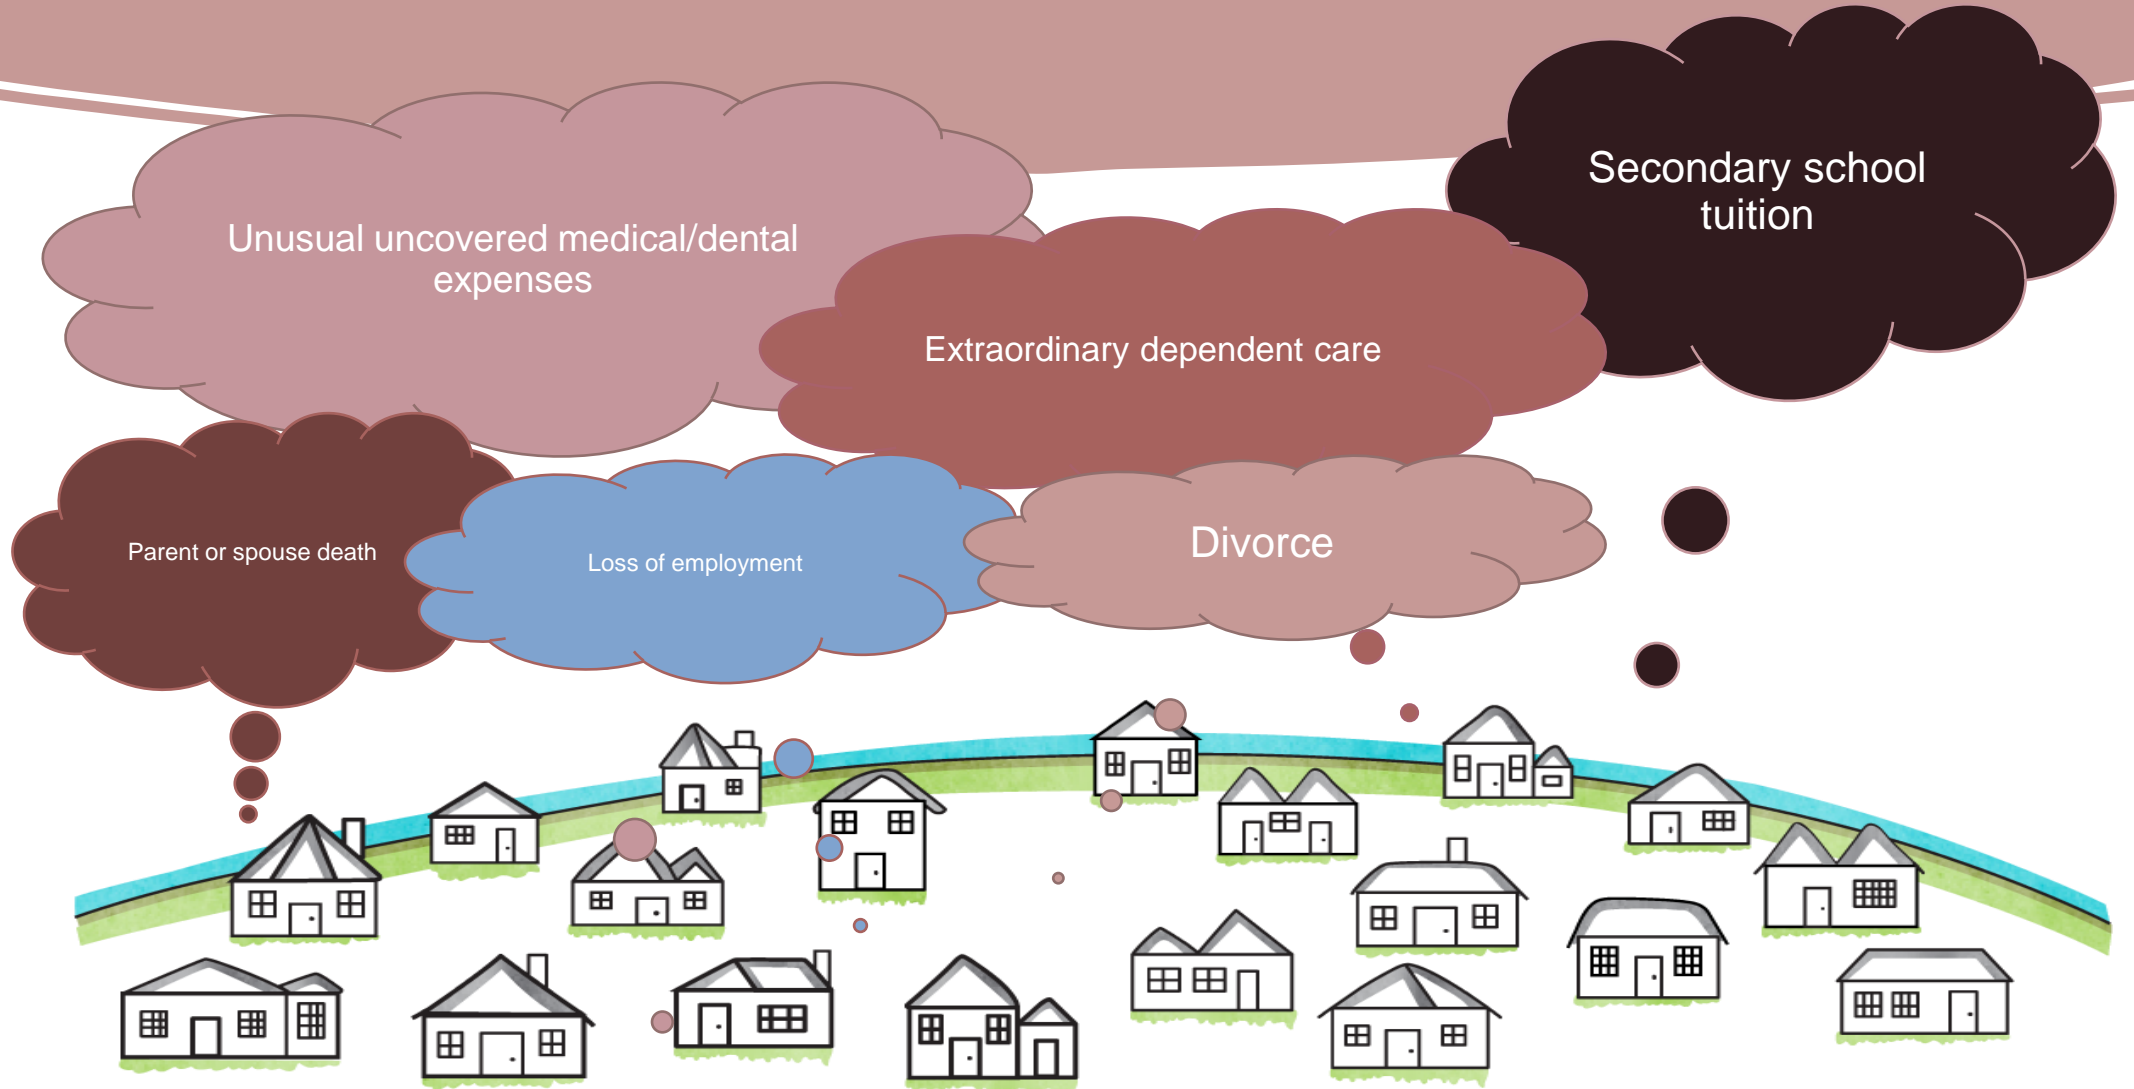 Secondary school
tuition
Unusual uncovered medical/dental
expenses
Extraordinary dependent care
Parent or spouse death
Loss of employment
Divorce